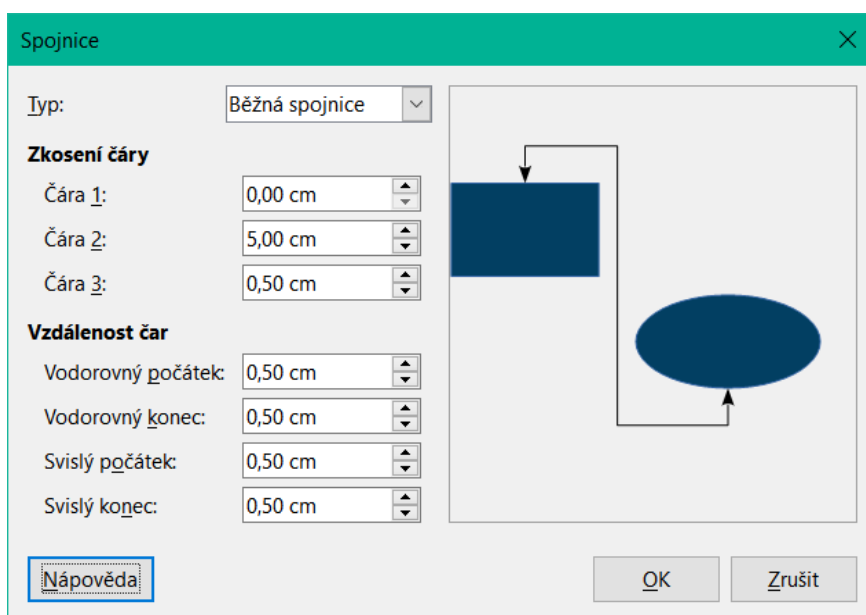 Spojnice
Typ: Běžná spojnice
Zkosení čáry
Čára 1: 0,00 cm
Čára 2: 5,00 cm
Čára 3: 0,50 cm
Vzdálenost čar
Vodorovný počátek: 0,50 cm
Vodorovný konec: 0,50 cm
Svislý počátek: 0,50 cm
Svislý konec: 0,50 cm
Nápověda OK Zrušit